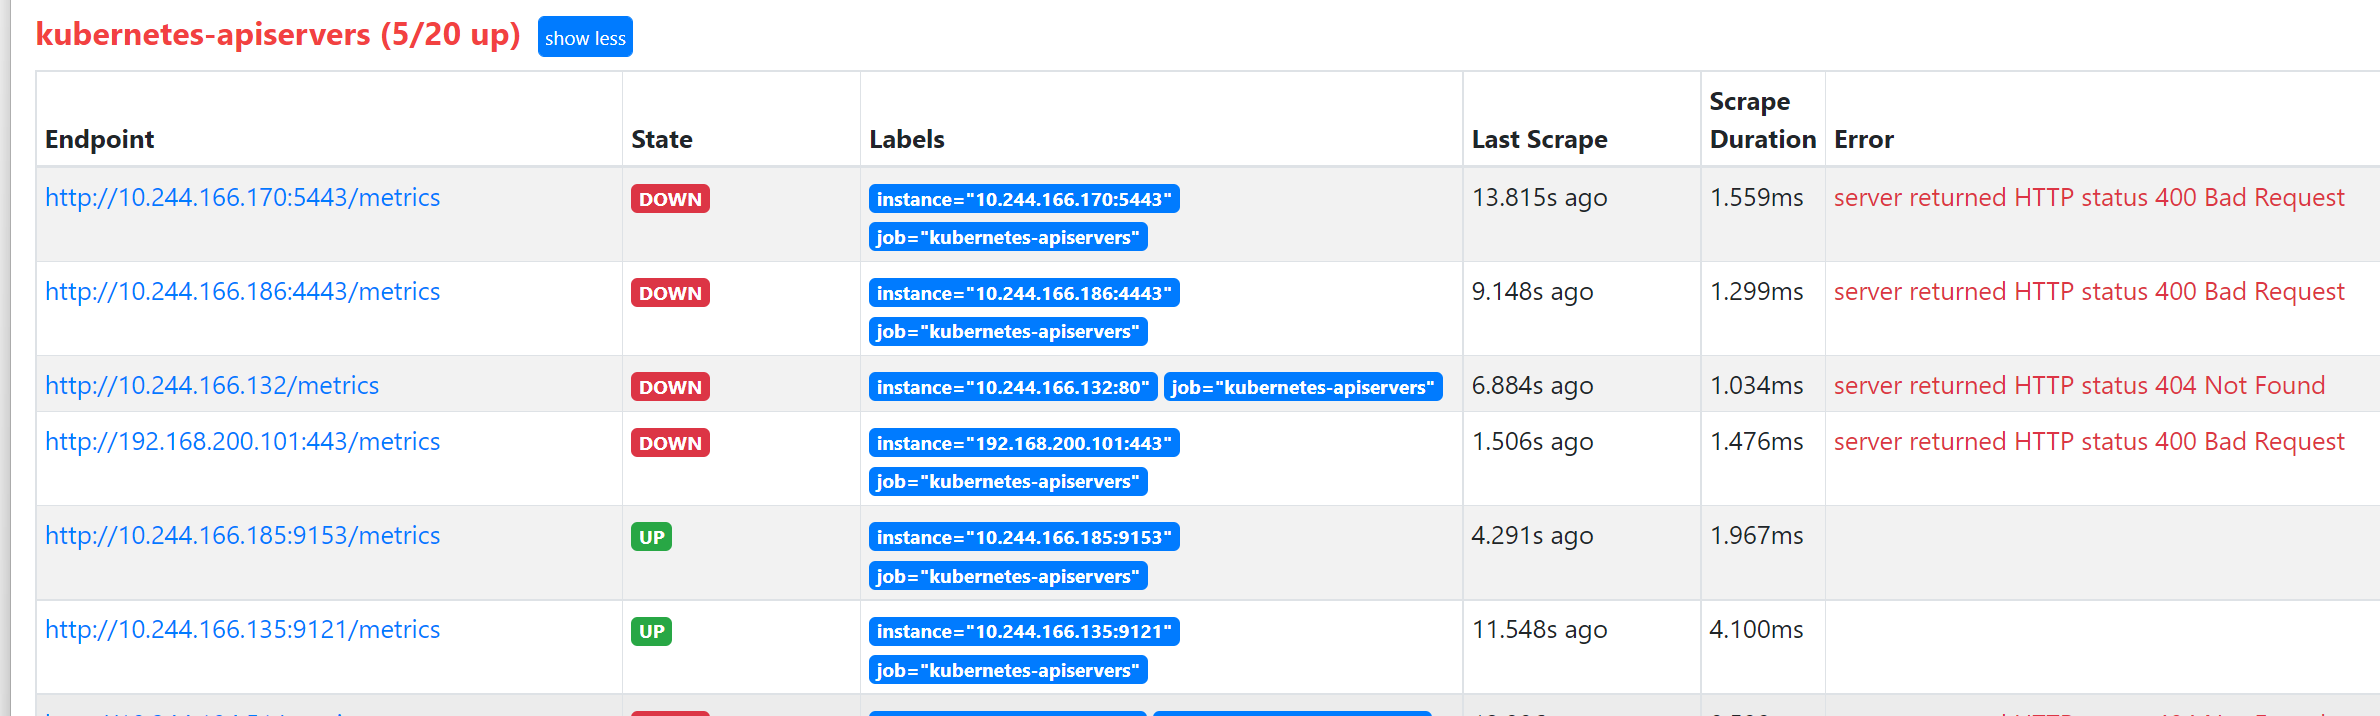 kubernetes-apiservers (5/20 up) show less
Endpoint State Labels Last Scrape Scrape Duration Error
http://10.244.166.170:5443/metrics DOWN instance="10.244.166.170:5443" 13.815s ago 1.559ms server returned HTTP status 400 Bad Request
job="kubernetes-apiservers"
http://10.244.166.186:4443/metrics DOWN instance="10.244.166.186:4443" 9.148s ago 1.299ms server returned HTTP status 400 Bad Request
job="kubernetes-apiservers"
http://10.244.166.132/metrics DOWN instance="10.244.166.132:80" job="kubernetes-apiservers" 6.884s ago 1.034ms server returned HTTP status 404 Not Found
http://192.168.200.101:443/metrics DOWN instance="192.168.200.101:443" 1.506s ago 1.476ms server returned HTTP status 400 Bad Request
job="kubernetes-apiservers"
http://10.244.166.185:9153/metrics UP instance="10.244.166.185:9153" 4.291s ago 1.967ms
job="kubernetes-apiservers"
http://10.244.166.135:9121/metrics UP instance="10.244.166.135:9121" 11.548s ago 4.100ms
job="kubernetes-apiservers"